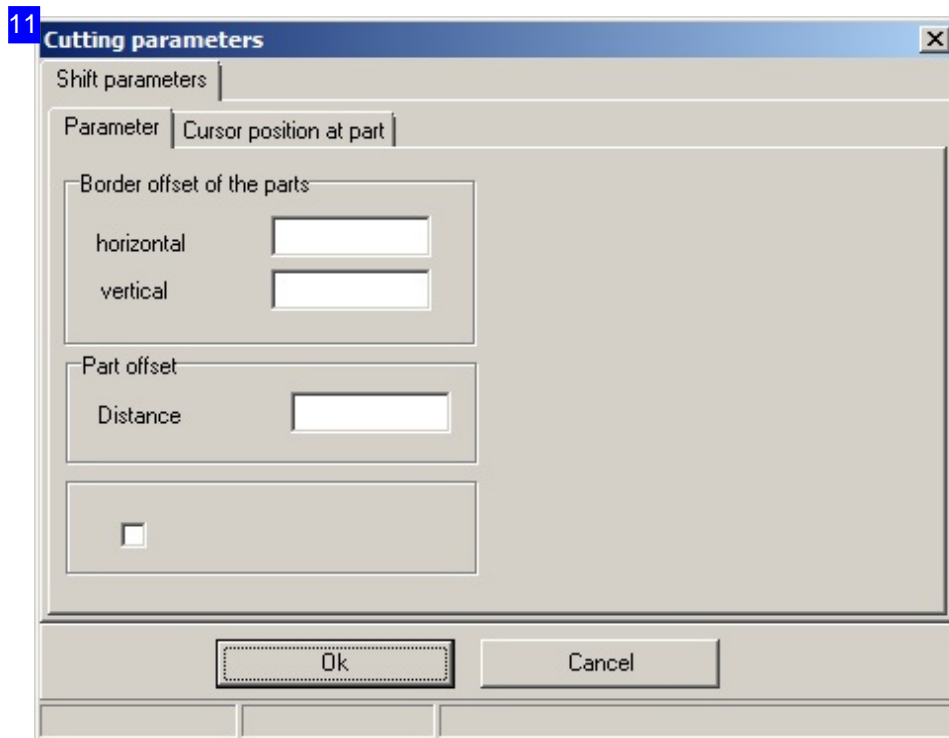 11
Cutting parameters
Shift parameters
Parameter Cursor position at part
Border offset of the parts
horizontal
vertical
Part offset
Distance
Ok Cancel